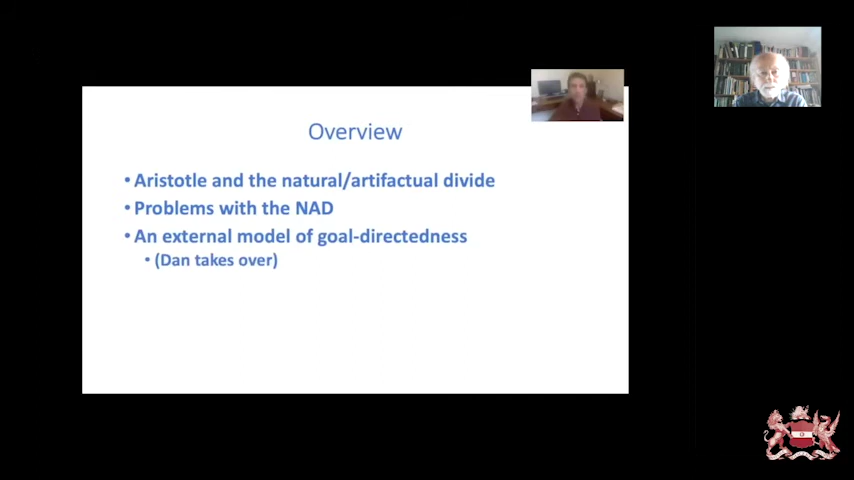 Overview
• Aristotle and the natural/artifactual divide
• Problems with the NAD
• An external model of goal-directedness
• (Dan takes over)